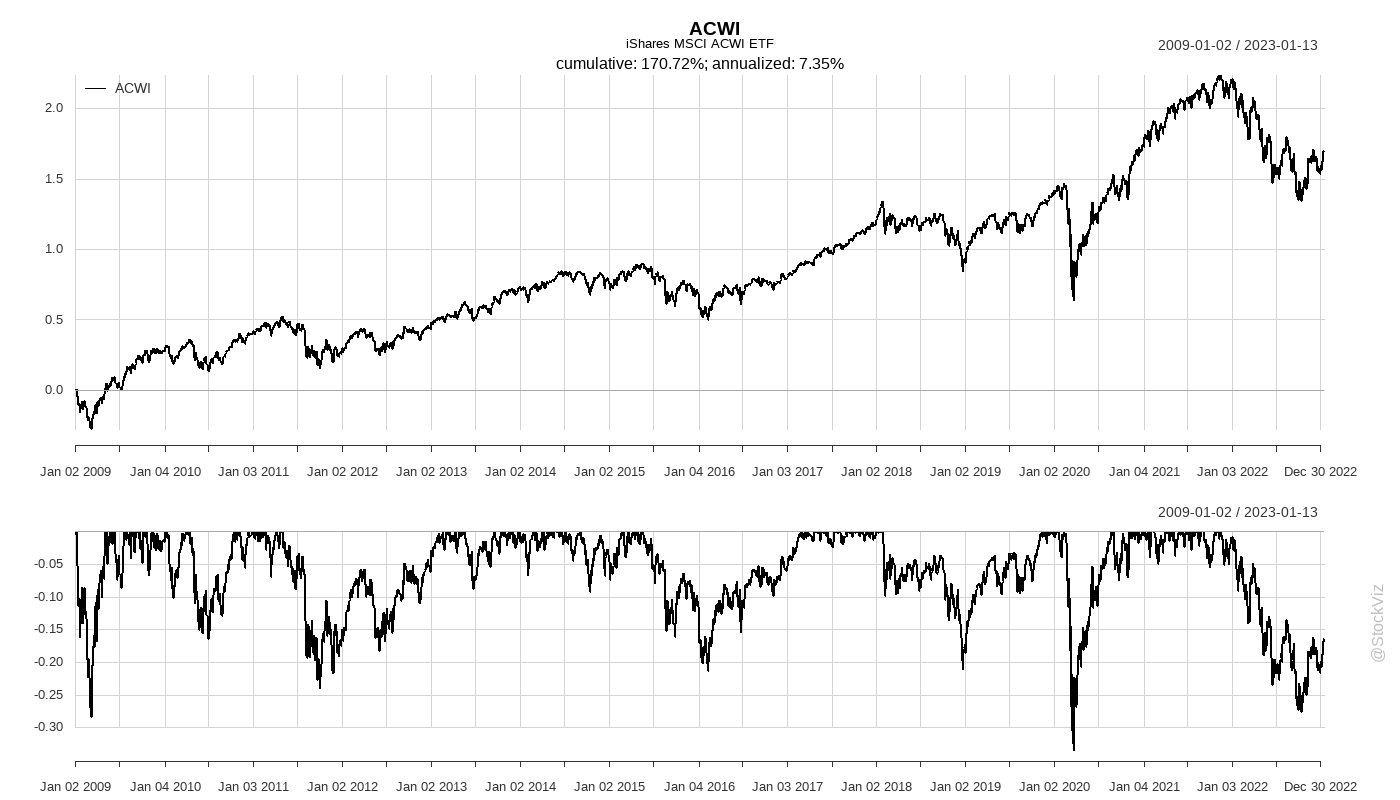 ACWI
iShares MSCI ACWI ETF
2009-01-02 / 2023-01-13
cumulative: 170.72%; annualized: 7.35%
ACWI
2.0
1.5
1.0
0.5
0.0
Jan 02 2009 Jan 04 2010 Jan 03 2011 Jan 02 2012 Jan 02 2013 Jan 02 2014 Jan 02 2015 Jan 04 2016 Jan 03 2017 Jan 02 2018 Jan 02 2019 Jan 02 2020 Jan 04 2021 Jan 03 2022 Dec 30 2022
2009-01-02 / 2023-01-13
-0.05
-0.10
-0.15
-0.20
-0.25
-0.30
@StockViz
Jan 02 2009 Jan 04 2010 Jan 03 2011 Jan 02 2012 Jan 02 2013 Jan 02 2014 Jan 02 2015 Jan 04 2016 Jan 03 2017 Jan 02 2018 Jan 02 2019 Jan 02 2020 Jan 04 2021 Jan 03 2022 Dec 30 2022